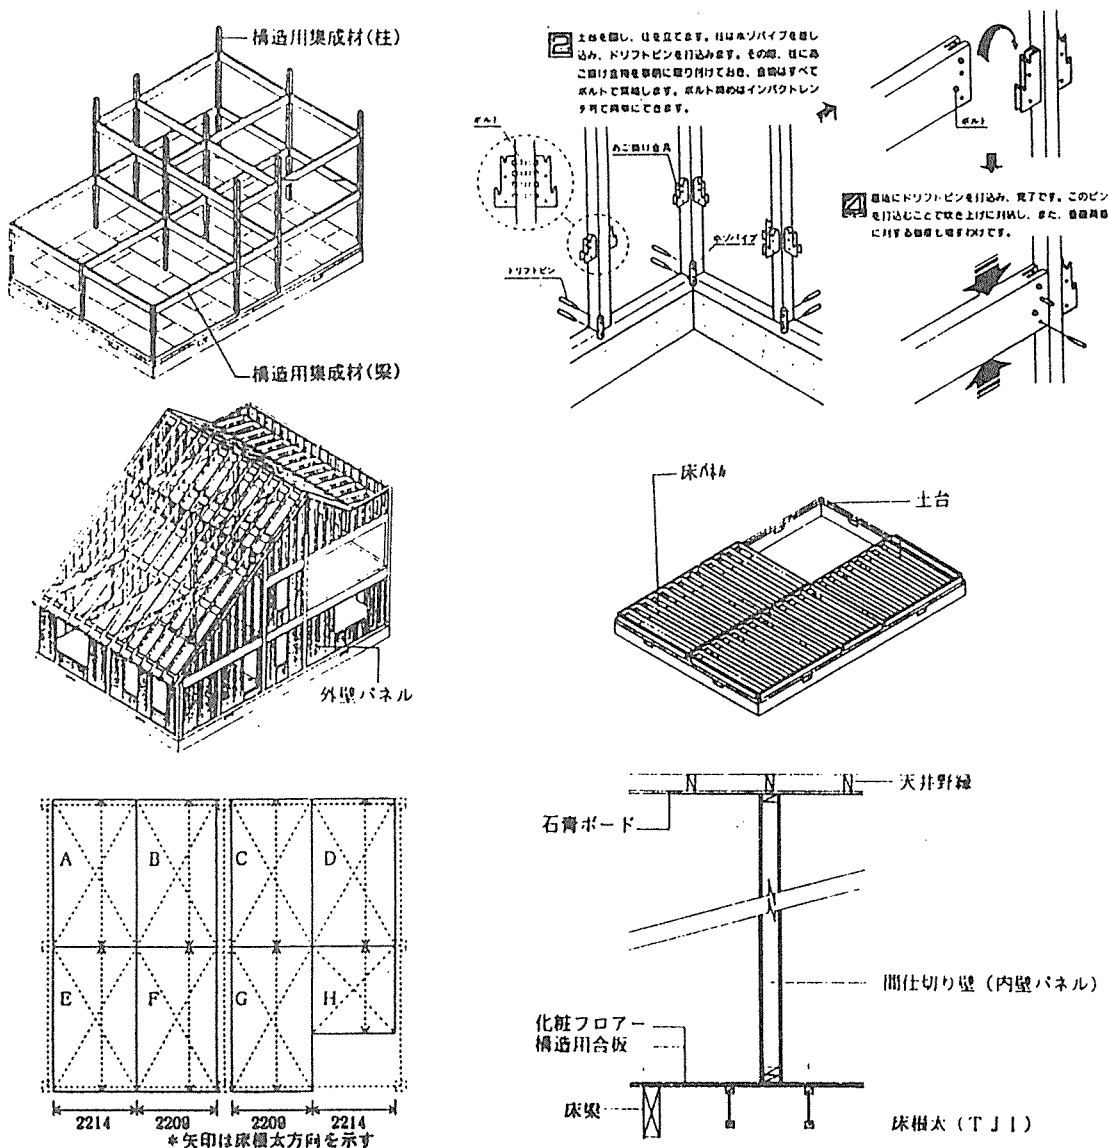 構造用集成材(柱)
構造用集成材(梁)
2 土台を回し、柱を立てます。柱はホゾパイプを差し
込み、ドリフトピンを打込みます。その際、柱にあ
ご掛け金物を事前に取り付けておき、金物はすべて
ボルトで緊結します。ボルト締めはインパクトレン
チ等で簡単にできます。
ボルト
あご掛け金具
ホゾパイプ
ドリフトピン
ボルト
4 最後にドリフトピンを打込み、完了です。このピン
を打込むことで吹き上げに対抗し、また、垂直荷重
に対する強度も増すわけです。
外壁パネル
床パネル
土台
A
B
C
D
E
F
G
H
2214
2209
2209
2214
*矢印は床根太方向を示す
天井野縁
石膏ボード
間仕切り壁(内壁パネル)
化粧フロアー
構造用合板
床梁
床根太(TJI)